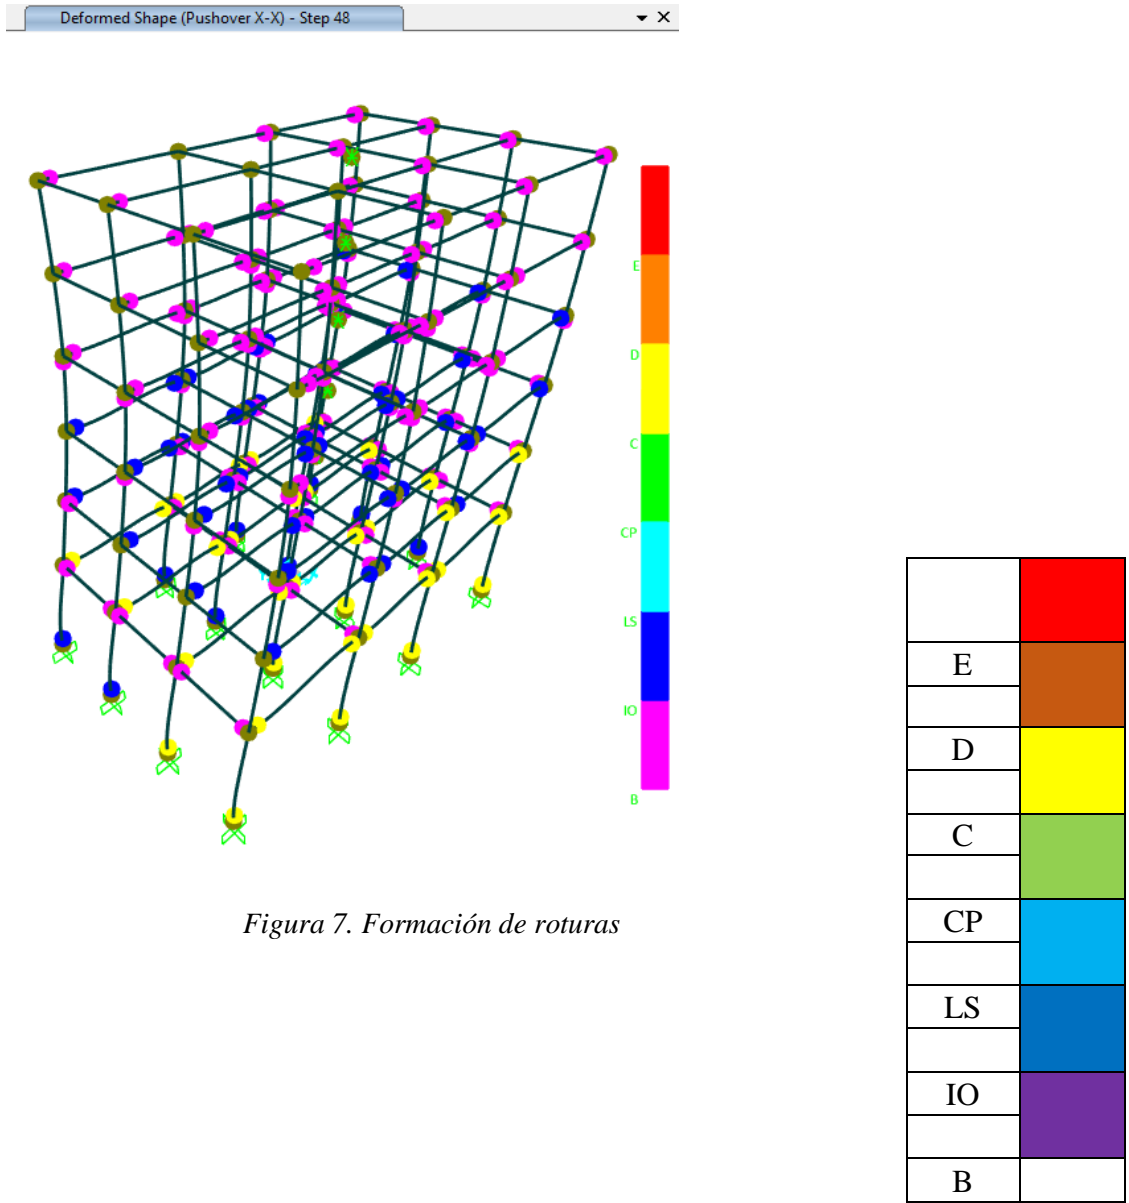 Deformed Shape (Pushover X-X) - Step 48
E
D
C
CP
LS
IO
B
Figura 7. Formación de roturas
E
D
C
CP
LS
IO
B